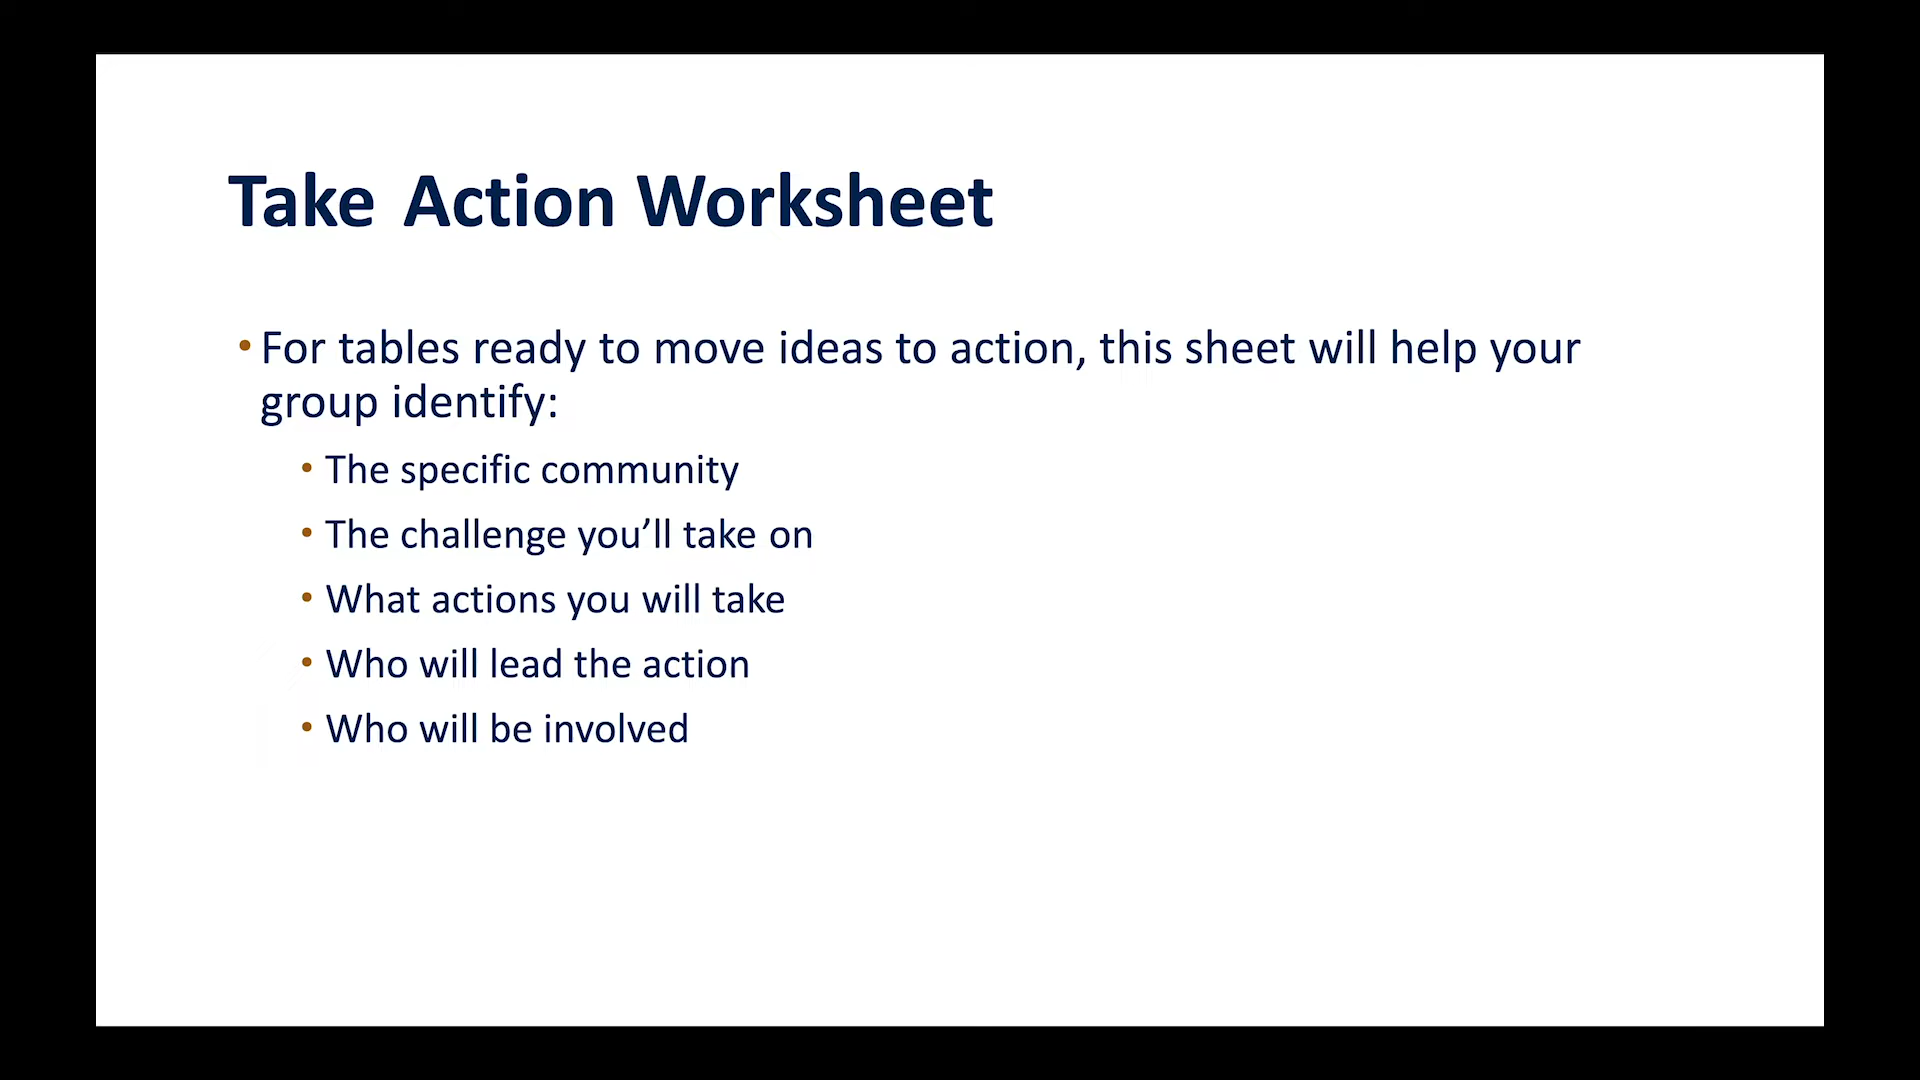 Take Action Worksheet
• For tables ready to move ideas to action, this sheet will help your
group identify:
• The specific community
• The challenge you’ll take on
• What actions you will take
• Who will lead the action
• Who will be involved